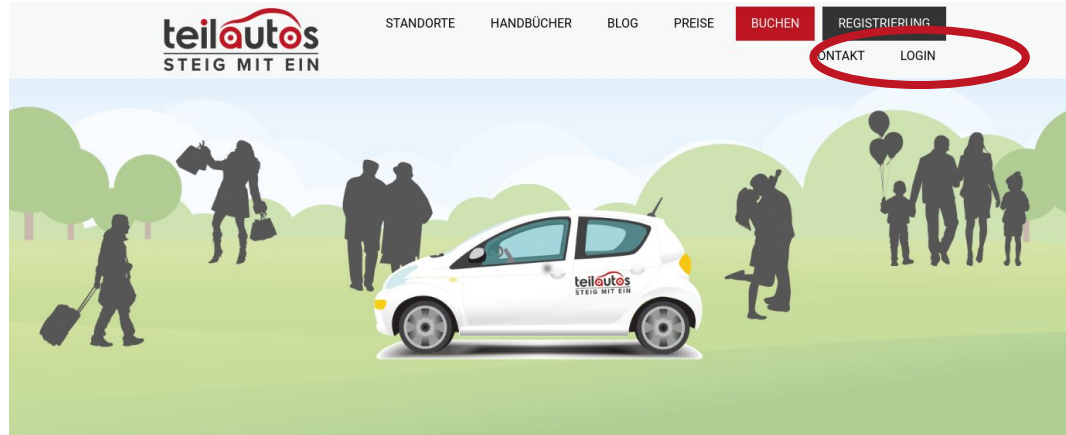 teilautos
STEIG MIT EIN
STANDORTE HANDBÜCHER BLOG PREISE BUCHEN REGISTRIERUNG
ONTAKT LOGIN
teilautos
STEIG MIT EIN